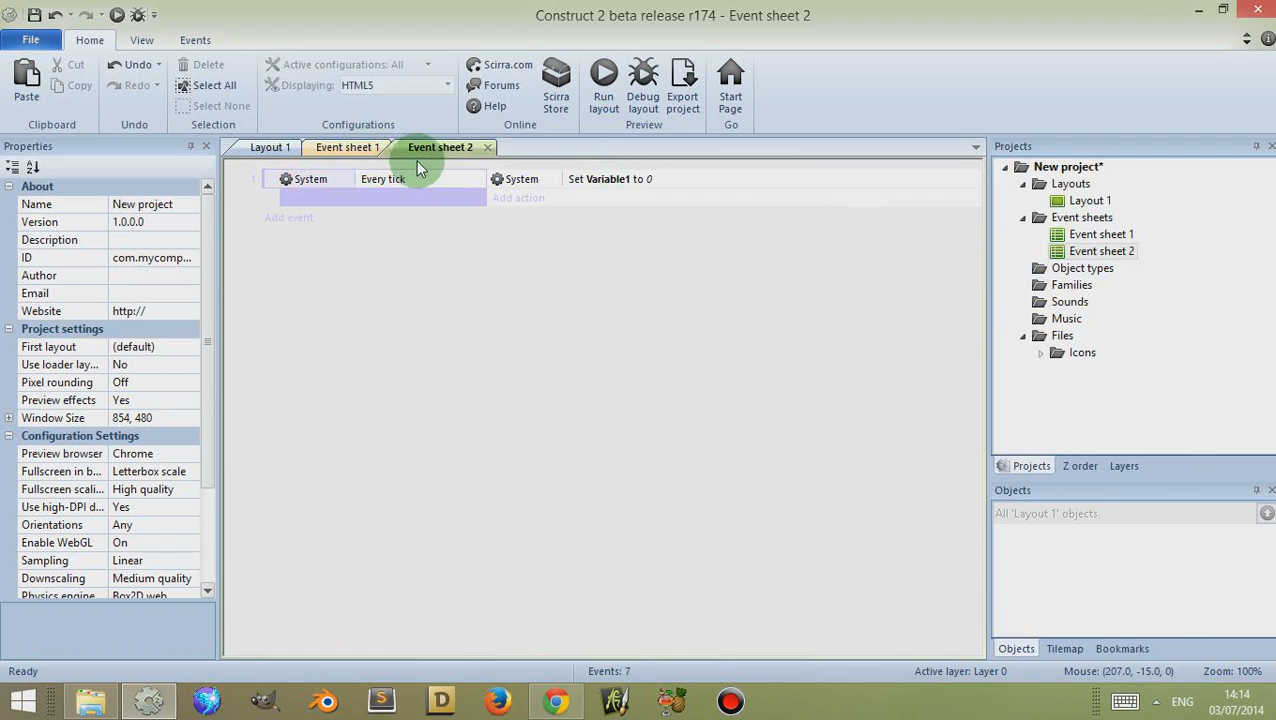 Construct 2 beta release r174 - Event sheet 2
File Home View Events
Paste
Cut
Copy
Clipboard
Undo
Redo
Undo
Delete
Select All
Select None
Selection
Active configurations: All
Displaying: HTML5
Configurations
Scirra.com
Forums
Help
Scirra Store
Online
Run layout
Debug layout
Export project
Preview
Start Page
Go
Properties
About
Name New project
Version 1.0.0.0
Description
ID com.mycomp...
Author
Email
Website http://
Project settings
First layout (default)
Use loader lay... No
Pixel rounding Off
Preview effects Yes
Window Size 854, 480
Configuration Settings
Preview browser Chrome
Fullscreen in b... Letterbox scale
Fullscreen scali... High quality
Use high-DPI d... Yes
Orientations Any
Enable WebGL On
Sampling Linear
Downscaling Medium quality
Physics engine Box2D web
Layout 1 Event sheet 1 Event sheet 2
1 System Every tick System Set Variable1 to 0
Add action
Add event
Projects
New project*
Layouts
Layout 1
Event sheets
Event sheet 1
Event sheet 2
Object types
Families
Sounds
Music
Files
Icons
Projects Z order Layers
Objects
All 'Layout 1' objects
Objects Tilemap Bookmarks
Ready Events: 7 Active layer: Layer 0 Mouse: (207.0, -15.0, 0) Zoom: 100%
S D ENG
14:14
03/07/2014